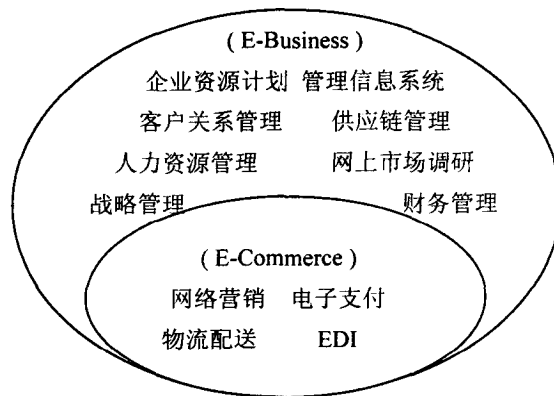 ( E-Business )
企业资源计划 管理信息系统
客户关系管理 供应链管理
人力资源管理 网上市场调研
战略管理 财务管理
( E-Commerce )
网络营销 电子支付
物流配送 EDI